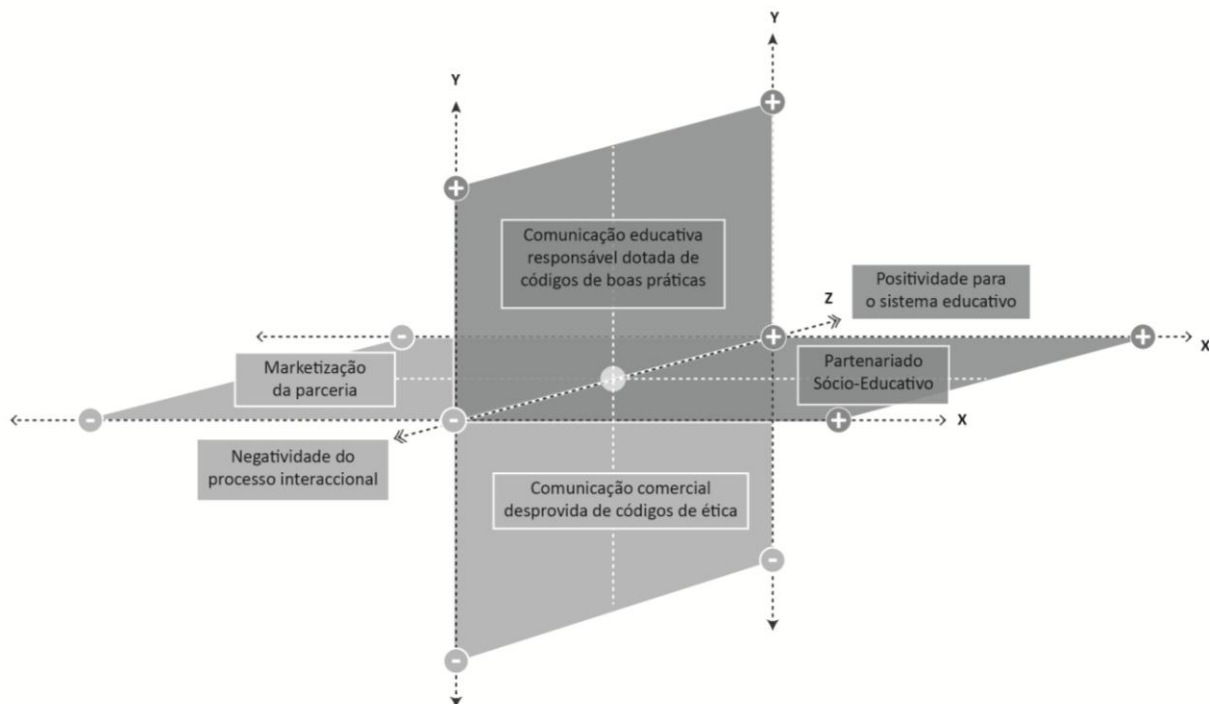 Y
Y
+
+
Comunicação educativa
responsável dotada de
códigos de boas práticas
Z
Positividade para
o sistema educativo
-
+
+
X
Marketização
da parceria
+
Partenariado
Sócio-Educativo
-
-
+
X
Negatividade do
processo interaccional
Comunicação comercial
desprovida de códigos de ética
-
-